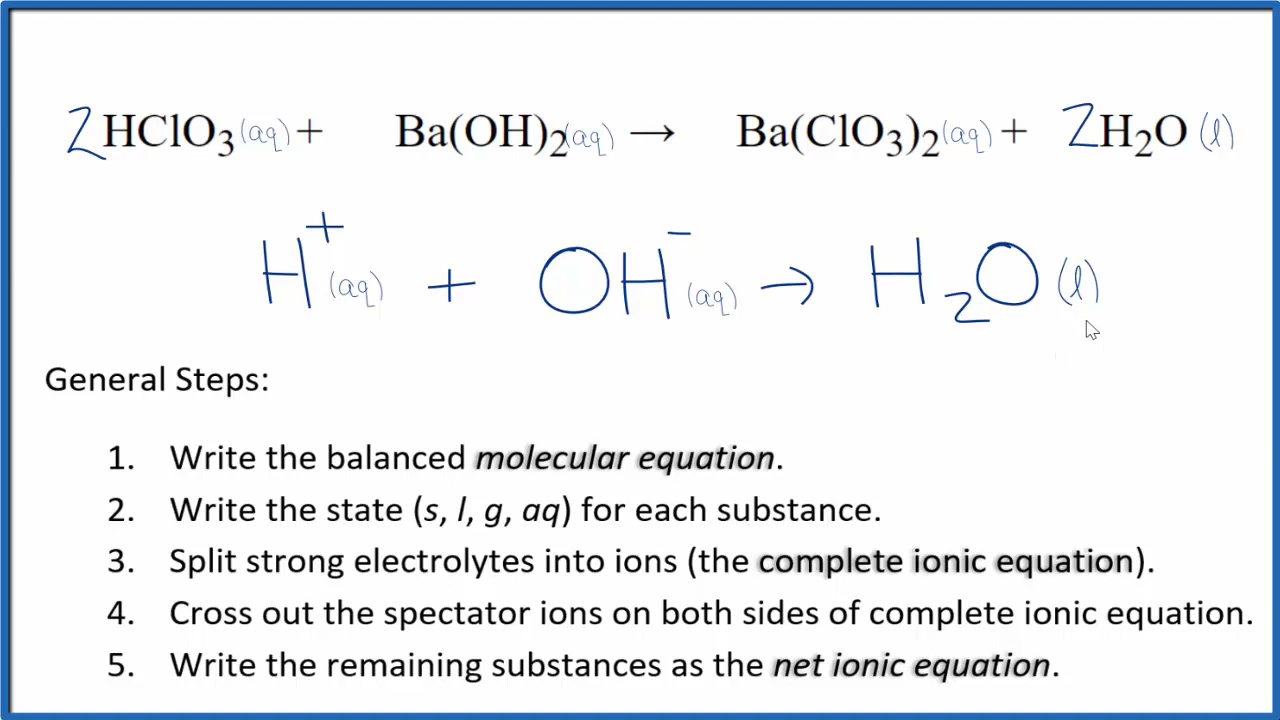 2HClO₃(aq) + Ba(OH)₂(aq) → Ba(ClO₃)₂(aq) + 2H₂O(l)
H⁺(aq) + OH⁻(aq) → H₂O(l)
General Steps:
1. Write the balanced molecular equation.
2. Write the state (s, l, g, aq) for each substance.
3. Split strong electrolytes into ions (the complete ionic equation).
4. Cross out the spectator ions on both sides of complete ionic equation.
5. Write the remaining substances as the net ionic equation.